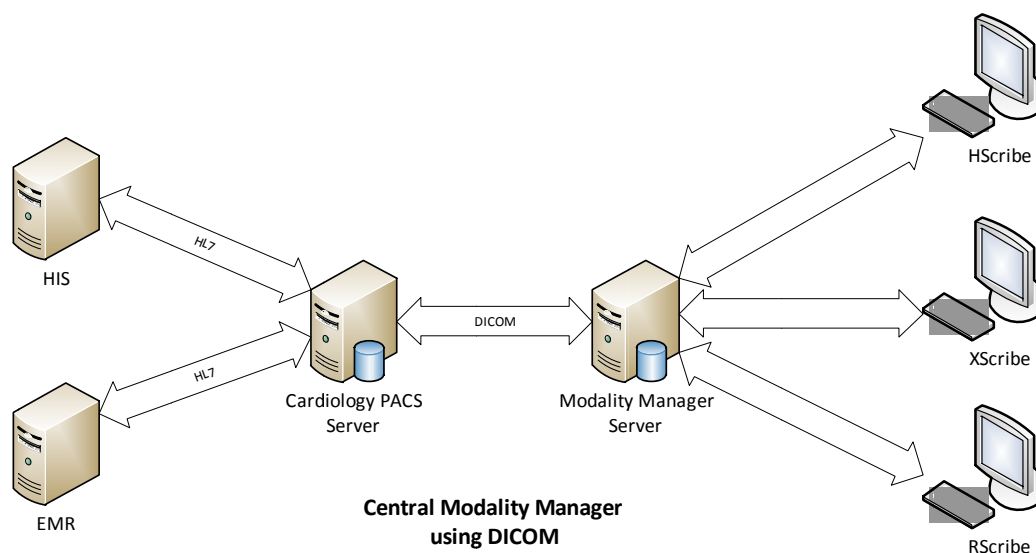 HScribe
HL7
HIS
DICOM
XScribe
HL7
Cardiology PACS
Server
Modality Manager
Server
EMR
Central Modality Manager
using DICOM
RScribe